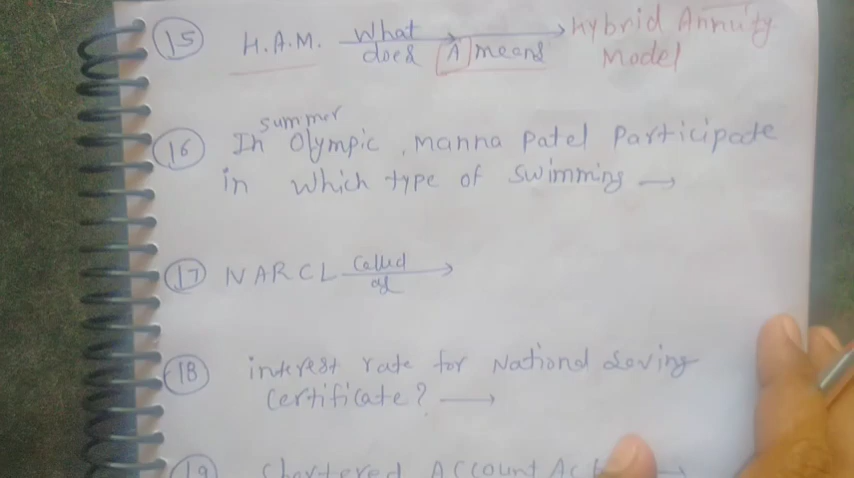 15 H.A.M. What does A means → Hybrid Annuity Model
16 In summer Olympic, manna Patel Participate
in which type of swimming →
17 NARCL called as →
18 interest rate for National Saving
Certificate? →
19 Chartered Account Act →